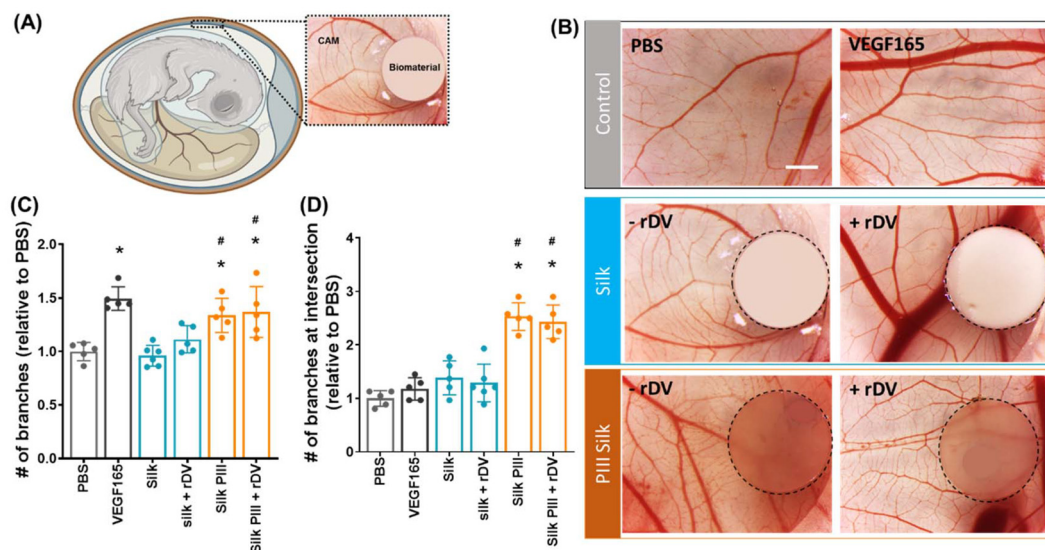 (A)
CAM
Biomaterial
(B)
Control
PBS
VEGF165
Silk
- rDV
+ rDV
PIII Silk
- rDV
+ rDV
(C)
# of branches (relative to PBS)
2.0
1.5
1.0
0.5
0.0
*
#
*
#
*
PBS
VEGF165
Silk
silk + rDV
Silk PIII
Silk PIII + rDV
(D)
# of branches at intersection
(relative to PBS)
4
3
2
1
0
#
*
#
*
PBS
VEGF165
Silk
silk + rDV
Silk PIII
Silk PIII + rDV